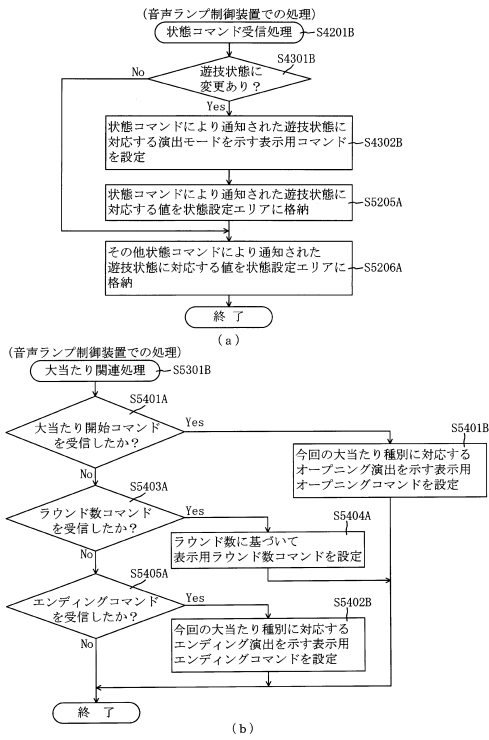 (音声ランプ制御装置での処理)
状態コマンド受信処理
S4201B
S4301B
遊技状態に
変更あり?
No
Yes
状態コマンドにより通知された遊技状態に
対応する演出モードを示す表示用コマンド
を設定
S4302B
状態コマンドにより通知された遊技状態に
対応する値を状態設定エリアに格納
S5205A
その他状態コマンドにより通知された
遊技状態に対応する値を状態設定エリアに
格納
S5206A
終了
(a)
(音声ランプ制御装置での処理)
大当たり関連処理
S5301B
S5401A
大当たり開始コマンド
を受信したか?
Yes
No
S5401B
今回の大当たり種別に対応する
オープニング演出を示す表示用
オープニングコマンドを設定
S5403A
ラウンド数コマンド
を受信したか?
Yes
No
S5404A
ラウンド数に基づいて
表示用ラウンド数コマンドを設定
S5405A
エンディングコマンド
を受信したか?
Yes
No
S5402B
今回の大当たり種別に対応する
エンディング演出を示す表示用
エンディングコマンドを設定
終了
(b)